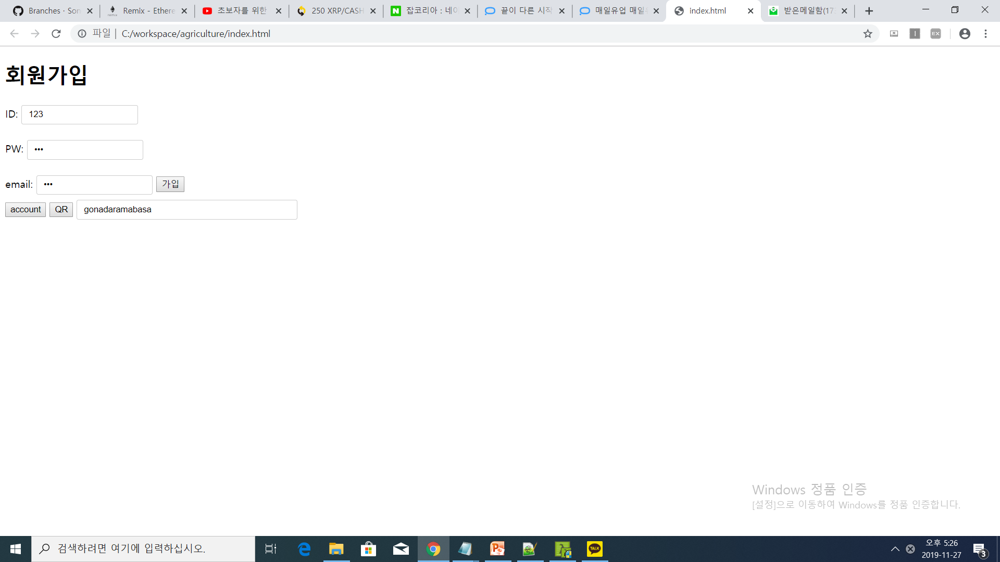 Branches · Son
Remix - Ethere
초보자를 위한
250 XRP/CASH
잡코리아 : 네이
끝이 다른 시작
매일유업 매일유
index.html
받은메일함(173
파일 | C:/workspace/agriculture/index.html
회원가입
ID: 123
PW: •••
email: ••• 가입
account QR gonadaramabasa
Windows 정품 인증
[설정]으로 이동하여 Windows를 정품 인증합니다.
검색하려면 여기에 입력하십시오.
TALK
오후 5:26
2019-11-27
3